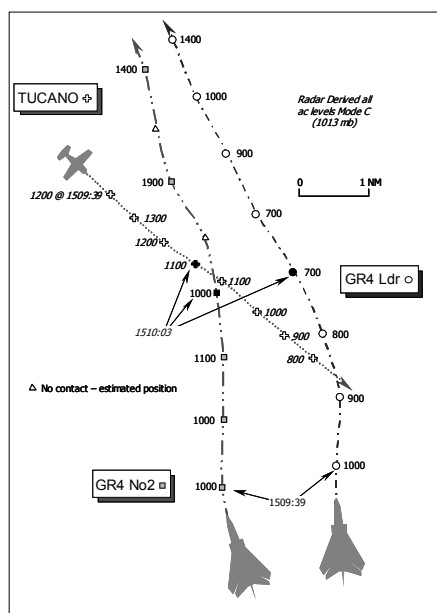 1400
1400
TUCANO
1000
Radar Derived all
ac levels Mode C
(1013 mb)
900
1900
0 1 NM
1200 @ 1509:39
1300
700
1200
1100
700
1100
GR4 Ldr
1000
1000
1510:03
900
800
800
1100
No contact – estimated position
900
1000
1000
GR4 No2
1509:39
1000